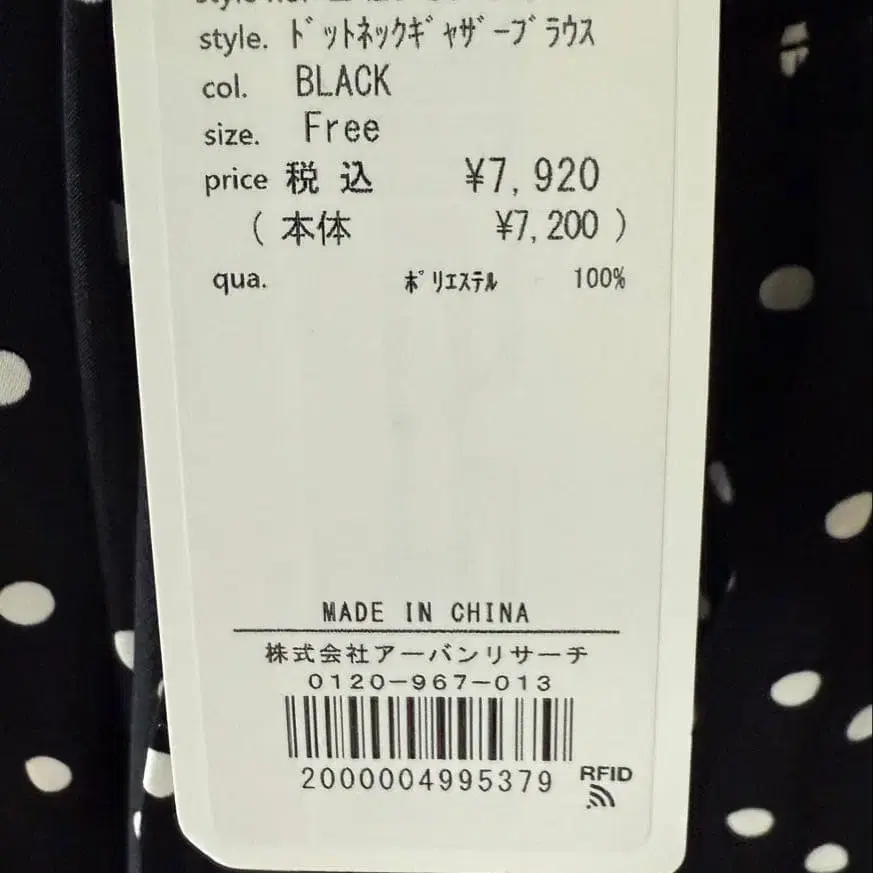 style. ﾄﾞｯﾄﾈｯｸｷﾞｬｻﾞｰﾌﾞﾗｳｽ
col. BLACK
size. Free
price 税込 ¥7,920
( 本体 ¥7,200 )
qua. ﾎﾟﾘｴｽﾃﾙ 100%
MADE IN CHINA
株式会社アーバンリサーチ
0120-967-013
2000004995379
RFID